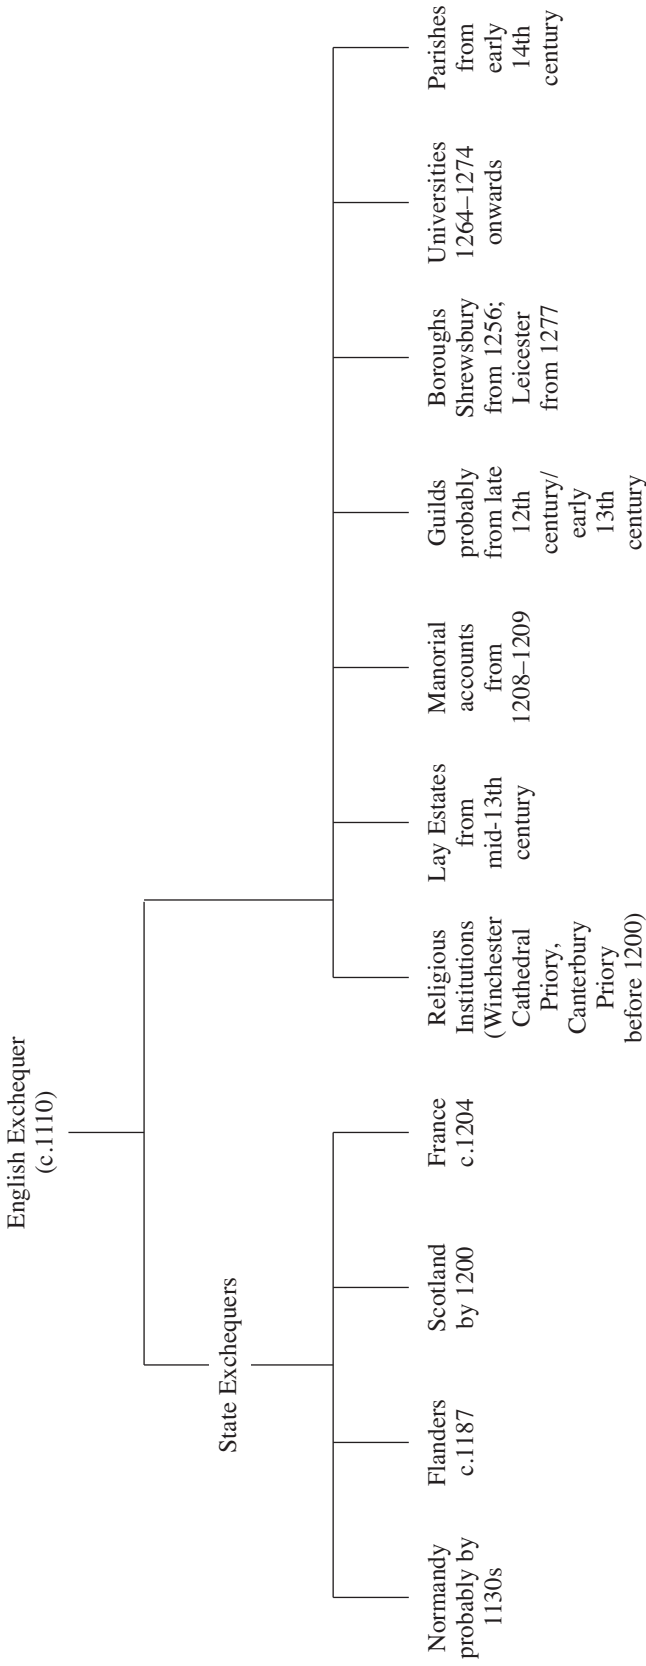 English Exchequer
(c.1110)
State Exchequers
Normandy
probably by
1130s
Flanders
c.1187
Scotland
by 1200
France
c.1204
Religious
Institutions
(Winchester
Cathedral
Priory,
Canterbury
Priory
before 1200)
Lay Estates
from
mid-13th
century
Manorial
accounts
from
1208–1209
Guilds
probably
from late
12th
century/
early
13th
century
Boroughs
Shrewsbury
from 1256;
Leicester
from 1277
Universities
1264–1274
onwards
Parishes
from
early
14th
century